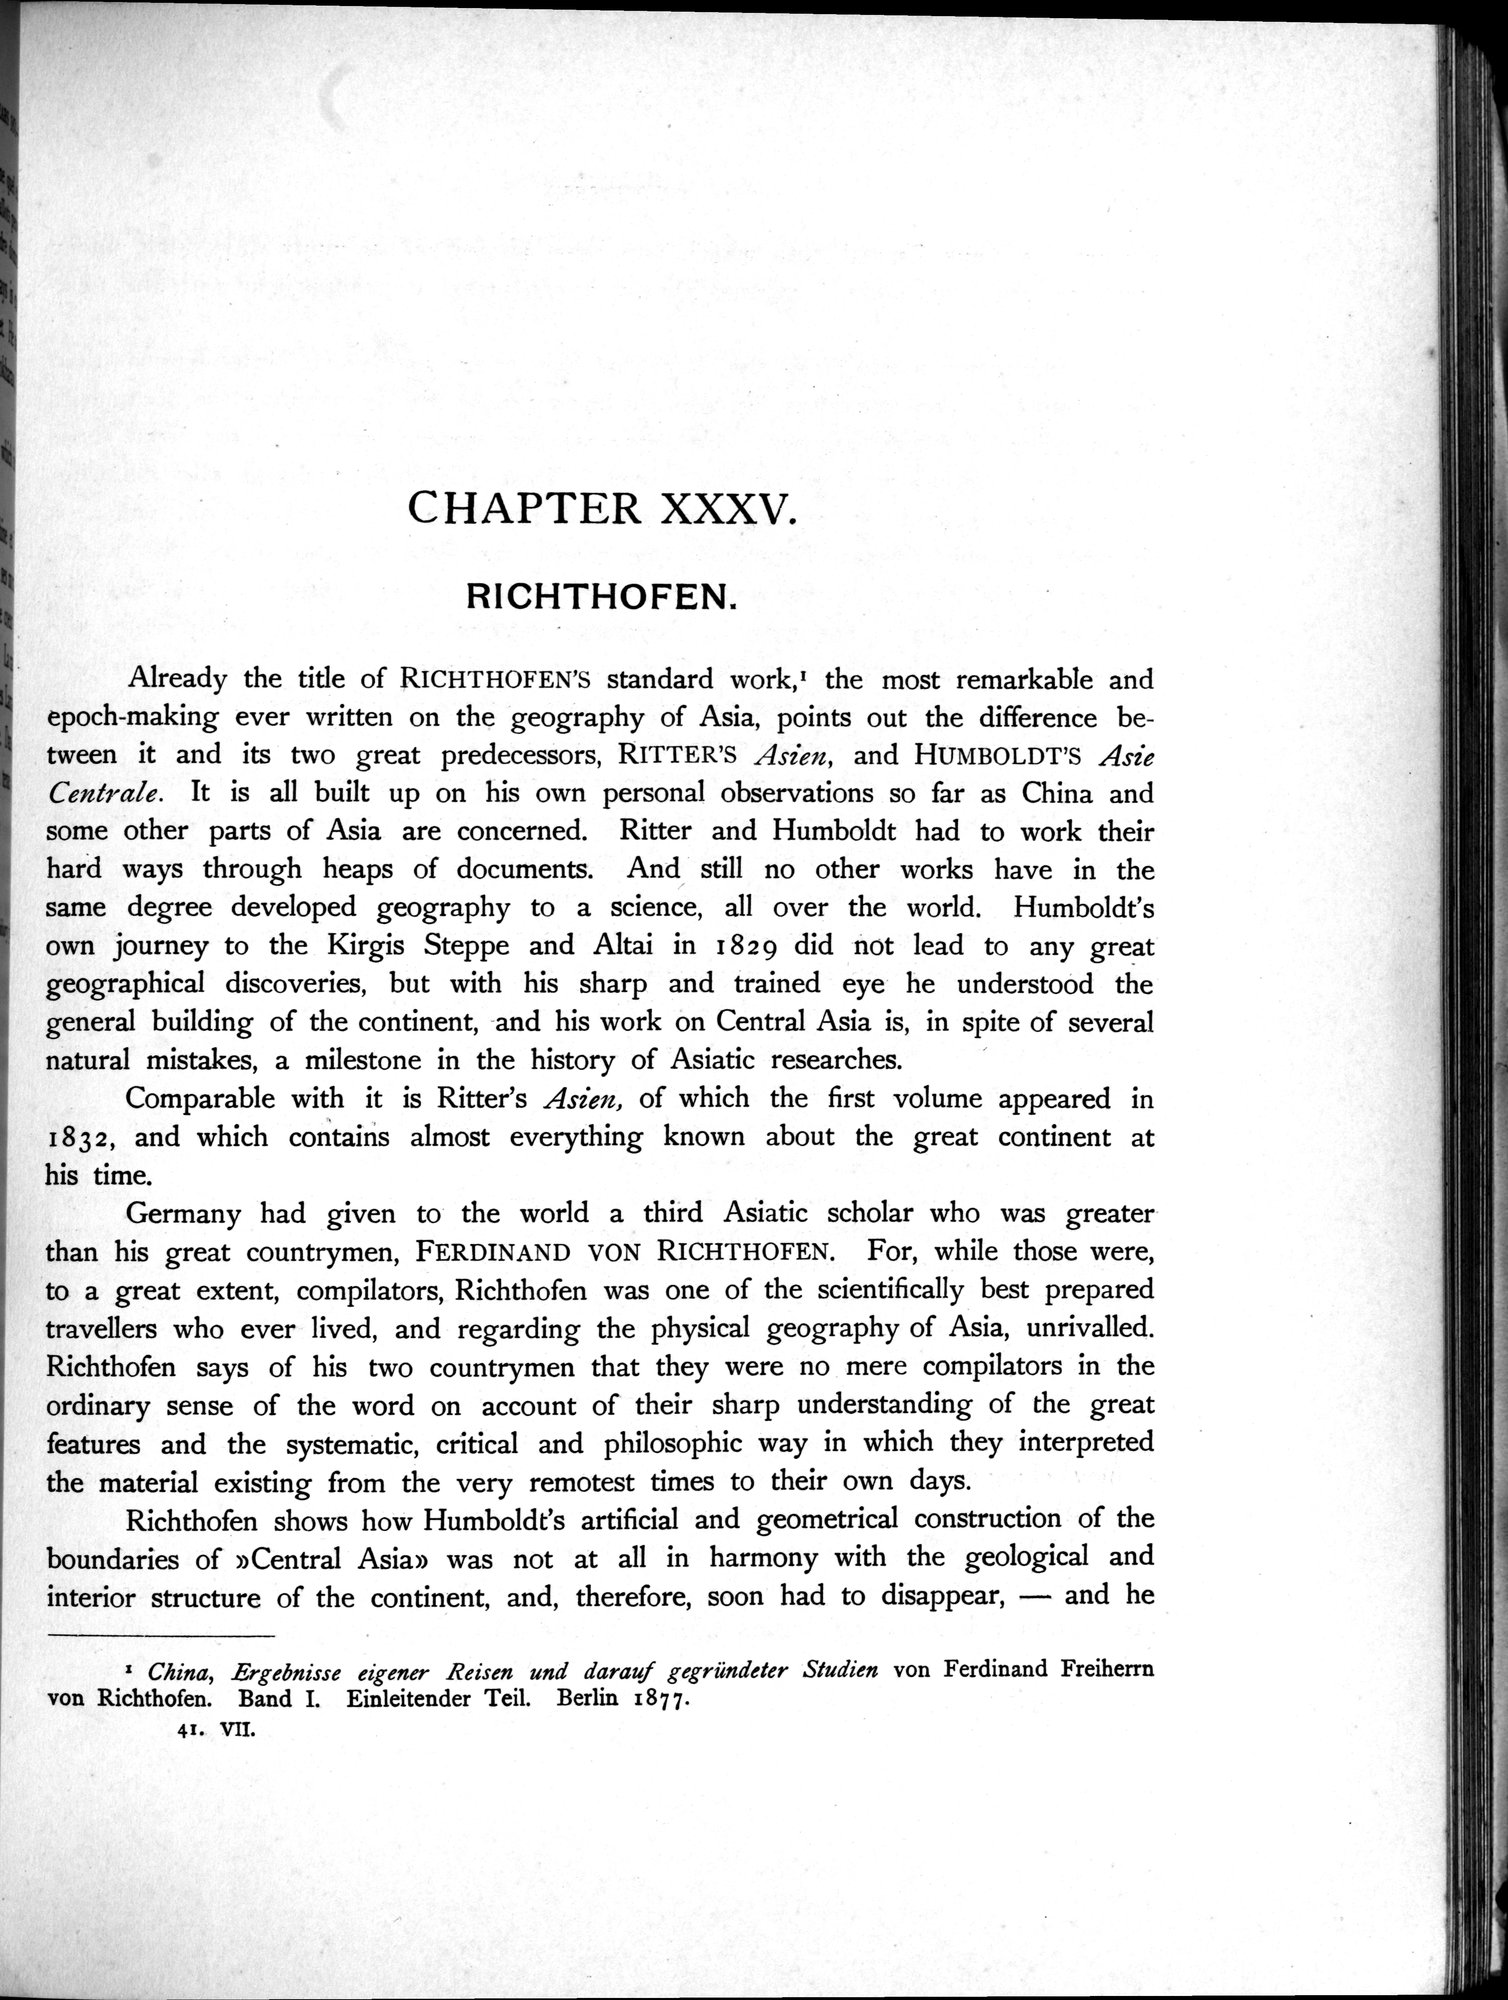 CHAPTER XXXV.
RICHTHOFEN.
Already the title of RICHTHOFEN'S standard work,¹ the most remarkable and
epoch-making ever written on the geography of Asia, points out the difference be-
tween it and its two great predecessors, RITTER'S Asien, and HUMBOLDT'S Asie
Centrale. It is all built up on his own personal observations so far as China and
some other parts of Asia are concerned. Ritter and Humboldt had to work their
hard ways through heaps of documents. And still no other works have in the
same degree developed geography to a science, all over the world. Humboldt's
own journey to the Kirgis Steppe and Altai in 1829 did not lead to any great
geographical discoveries, but with his sharp and trained eye he understood the
general building of the continent, and his work on Central Asia is, in spite of several
natural mistakes, a milestone in the history of Asiatic researches.
Comparable with it is Ritter's Asien, of which the first volume appeared in
1832, and which contains almost everything known about the great continent at
his time.
Germany had given to the world a third Asiatic scholar who was greater
than his great countrymen, FERDINAND VON RICHTHOFEN. For, while those were,
to a great extent, compilators, Richthofen was one of the scientifically best prepared
travellers who ever lived, and regarding the physical geography of Asia, unrivalled.
Richthofen says of his two countrymen that they were no mere compilators in the
ordinary sense of the word on account of their sharp understanding of the great
features and the systematic, critical and philosophic way in which they interpreted
the material existing from the very remotest times to their own days.
Richthofen shows how Humboldt's artificial and geometrical construction of the
boundaries of »Central Asia» was not at all in harmony with the geological and
interior structure of the continent, and, therefore, soon had to disappear, — and he
¹ China, Ergebnisse eigener Reisen und darauf gegründeter Studien von Ferdinand Freiherrn
von Richthofen. Band I. Einleitender Teil. Berlin 1877.
41. VII.